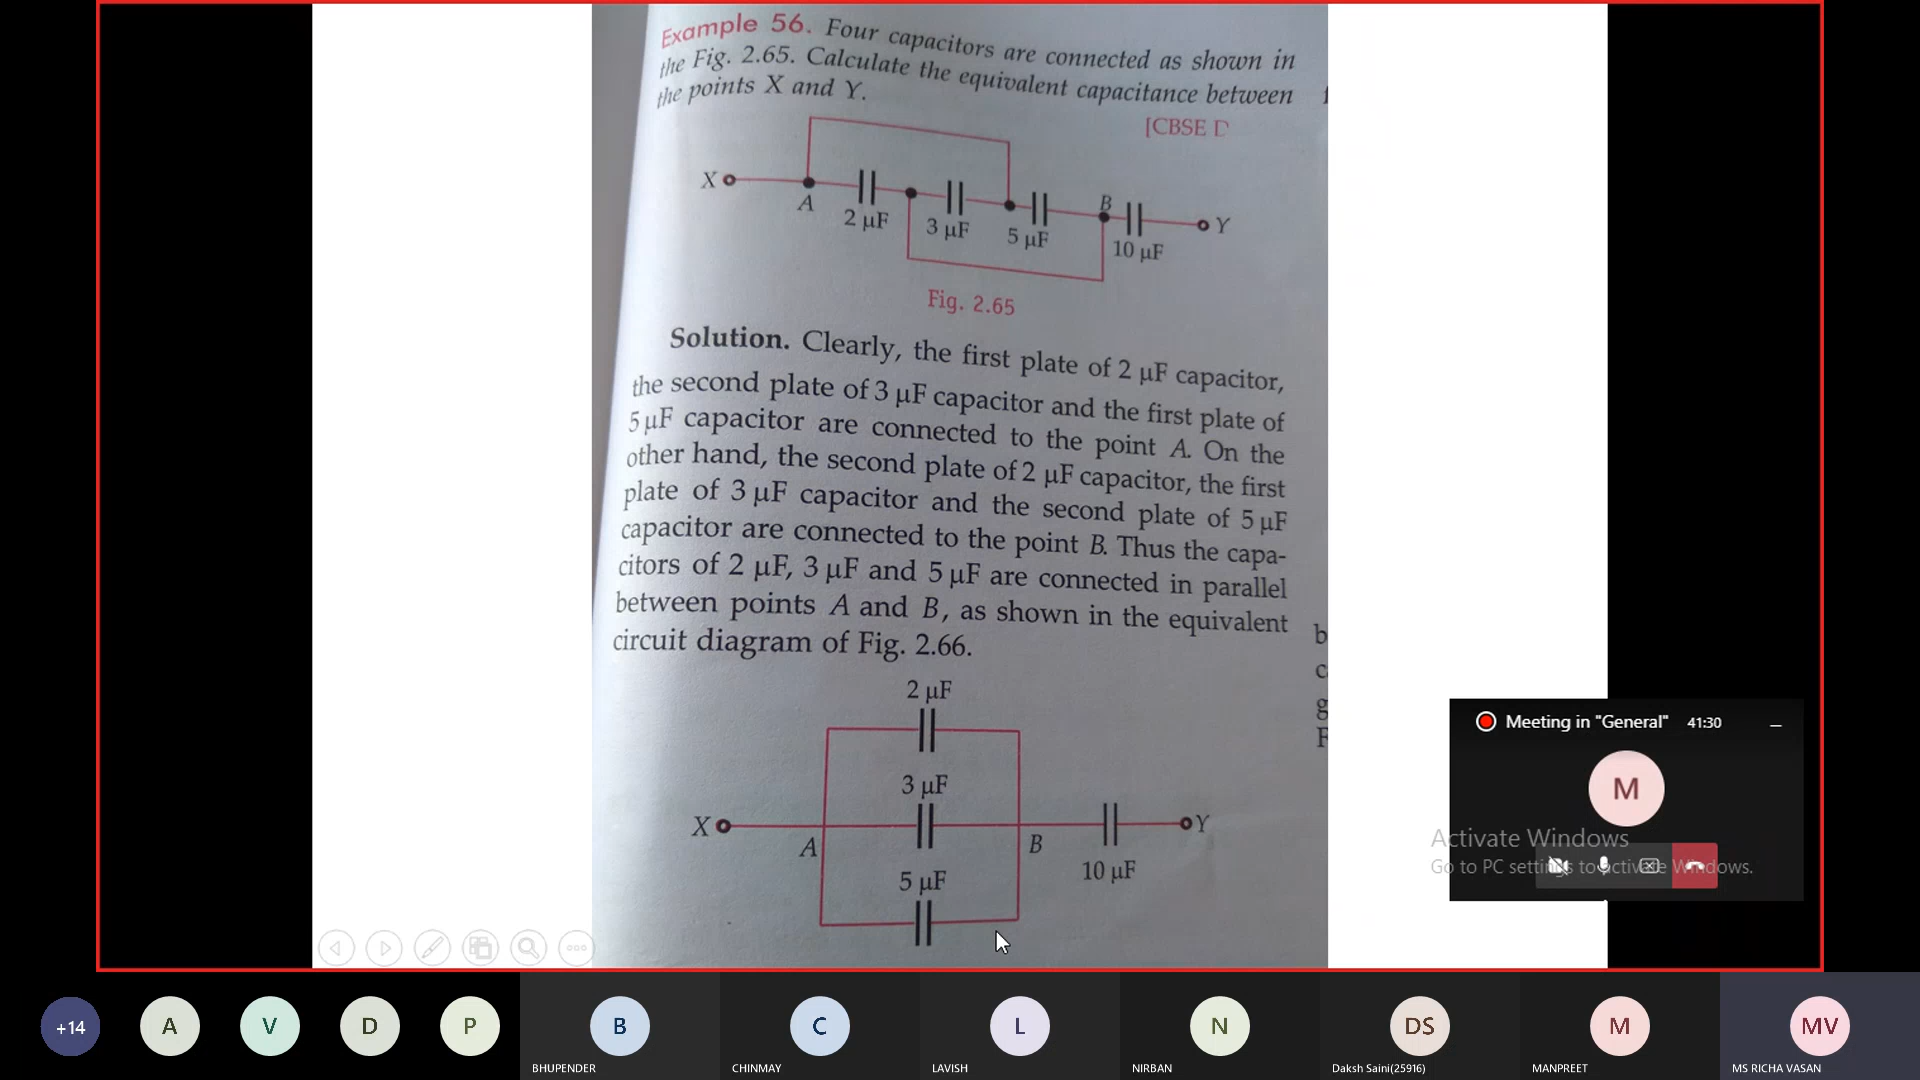 Example 56. Four capacitors are connected as shown in
the Fig. 2.65. Calculate the equivalent capacitance between
the points X and Y.
[CBSE D
X
A
2 µF
3 µF
5 µF
B
10 µF
Y
Fig. 2.65
Solution. Clearly, the first plate of 2 µF capacitor,
the second plate of 3 µF capacitor and the first plate of
5 µF capacitor are connected to the point A. On the
other hand, the second plate of 2 µF capacitor, the first
plate of 3 µF capacitor and the second plate of 5 µF
capacitor are connected to the point B. Thus the capa-
citors of 2 µF, 3 µF and 5 µF are connected in parallel
between points A and B, as shown in the equivalent
circuit diagram of Fig. 2.66.
b
c
g
F
2 µF
3 µF
X
A
B
Y
5 µF
10 µF
Meeting in "General" 41:30
M
Activate Windows
Go to PC settings to activate Windows.
+14
A
V
D
P
B
C
L
N
DS
M
MV
BHUPENDER
CHINMAY
LAVISH
NIRBAN
Daksh Saini(25916)
MANPREET
MS RICHA VASAN